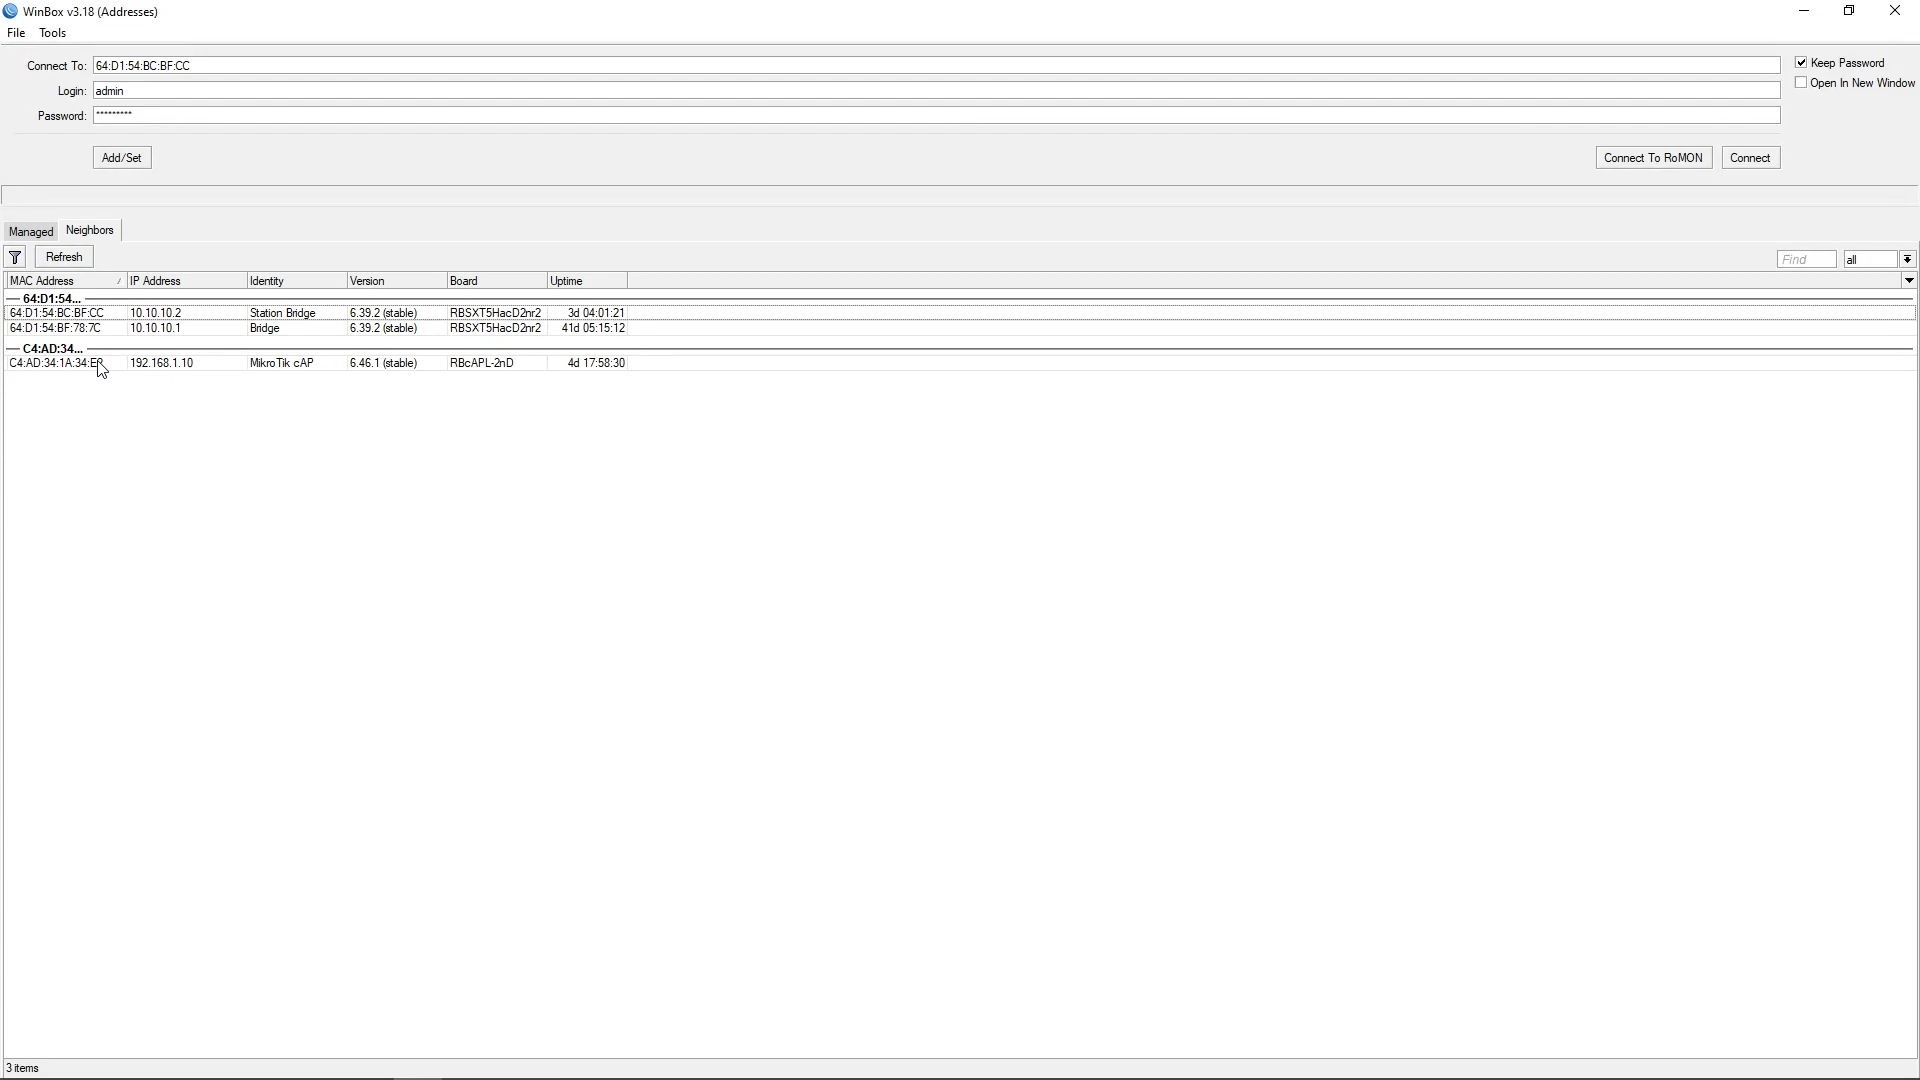 WinBox v3.18 (Addresses)
File Tools
Connect To: 64:D1:54:BC:BF:CC
Keep Password
Open In New Window
Login: admin
Password: *********
Add/Set Connect To RoMON Connect
Managed Neighbors
Refresh Find all
MAC Address / IP Address Identity Version Board Uptime
64:D1:54...
64:D1:54:BC:BF:CC 10.10.10.2 Station Bridge 6.39.2 (stable) RBSXT5HacD2nr2 3d 04:01:21
64:D1:54:BF:78:7C 10.10.10.1 Bridge 6.39.2 (stable) RBSXT5HacD2nr2 41d 05:15:12
C4:AD:34...
192.168.1.10 MikroTik cAP 6.46.1 (stable) RBcAPL-2nD 4d 17:58:30
3 items